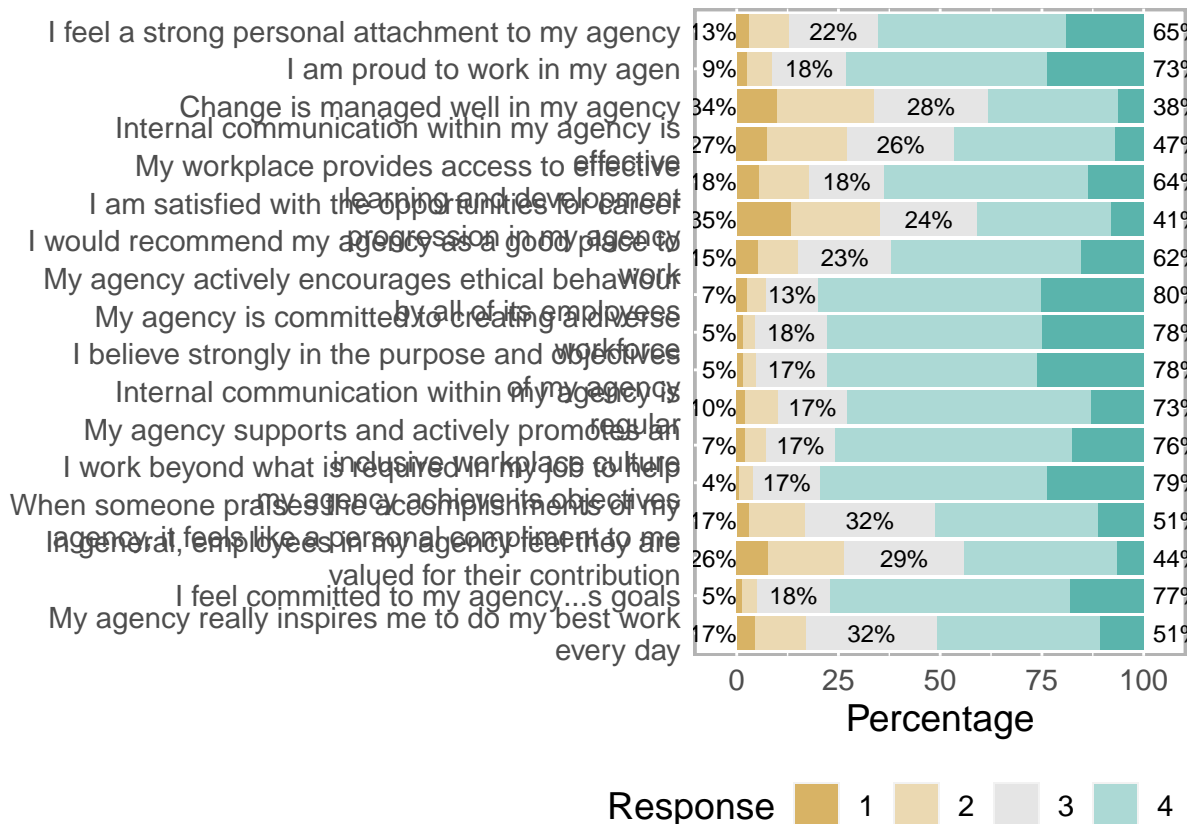 I feel a strong personal attachment to my agency 13% 22% 65%
I am proud to work in my agen 9% 18% 73%
Change is managed well in my agency 34% 28% 38%
Internal communication within my agency is
effective 27% 26% 47%
My workplace provides access to effective
learning and development 18% 18% 64%
I am satisfied with the opportunities for career
progression in my agency 35% 24% 41%
I would recommend my agency as a good place to
work 15% 23% 62%
My agency actively encourages ethical behaviour
by all of its employees 7% 13% 80%
My agency is committed to creating a diverse
workforce 5% 18% 78%
I believe strongly in the purpose and objectives
of my agency 5% 17% 78%
Internal communication within my agency is
regular 10% 17% 73%
My agency supports and actively promotes an
inclusive workplace culture 7% 17% 76%
I work beyond what is required in my job to help
my agency achieve its objectives 4% 17% 79%
When someone praises the accomplishments of my
agency, it feels like a personal compliment to me 17% 32% 51%
In general, employees in my agency feel they are
valued for their contribution 26% 29% 44%
I feel committed to my agency...s goals 5% 18% 77%
My agency really inspires me to do my best work
every day 17% 32% 51%
0 25 50 75 100
Percentage
Response 1 2 3 4